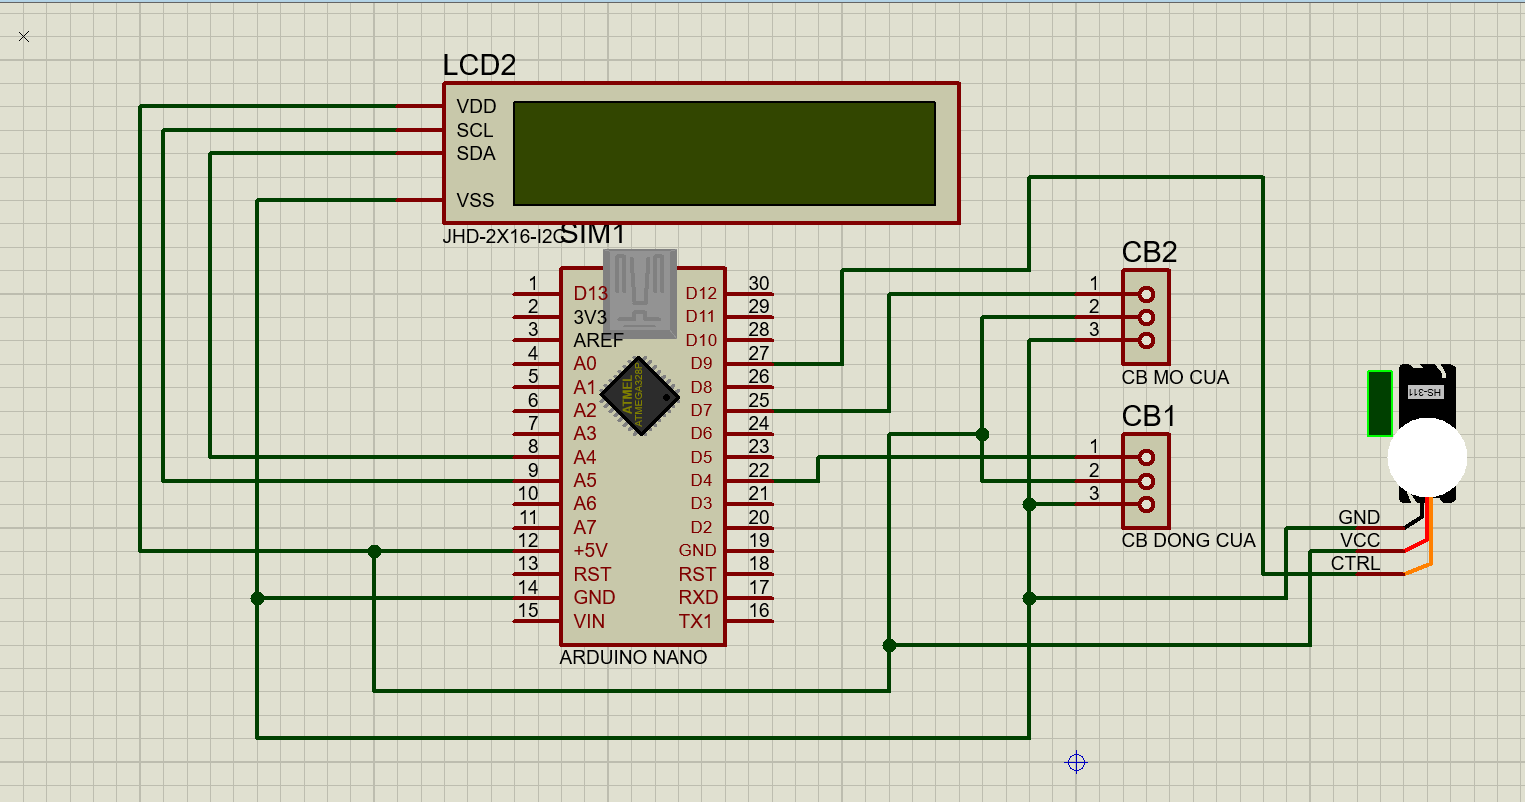 LCD2
VDD
SCL
SDA
VSS
JHD-2X16-I2C
SIM1
1 D13 D12 30
2 3V3 D11 29
3 AREF D10 28
4 A0 D9 27
5 A1 D8 26
6 A2 D7 25
7 A3 D6 24
8 A4 D5 23
9 A5 D4 22
10 A6 D3 21
11 A7 D2 20
12 +5V GND 19
13 RST RST 18
14 GND RXD 17
15 VIN TX1 16
ATMEL
ATMEGA328P
ARDUINO NANO
CB2
1
2
3
CB MO CUA
CB1
1
2
3
CB DONG CUA
HS-311
GND
VCC
CTRL